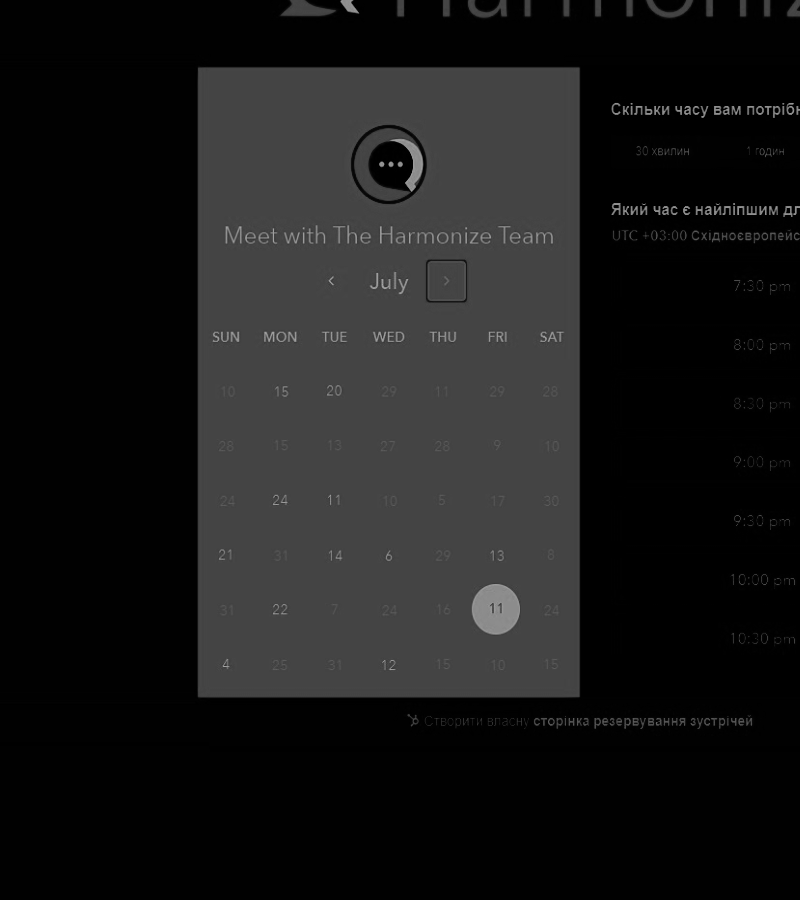 Harmoniz
Meet with The Harmonize Team
July
SUN MON TUE WED THU FRI SAT
10 15 20 29 11 29 28
28 15 13 27 28 9 10
24 24 11 10 5 17 30
21 31 14 6 29 13 8
31 22 7 24 16 11 24
4 25 31 12 15 10 15
Скільки часу вам потріб
30 хвилин 1 годин
Який час є найліпшим дл
UTC +03:00 Східноєвропейс
7:30 pm
8:00 pm
8:30 pm
9:00 pm
9:30 pm
10:00 pm
10:30 pm
Створити власну сторінка резервування зустрічей